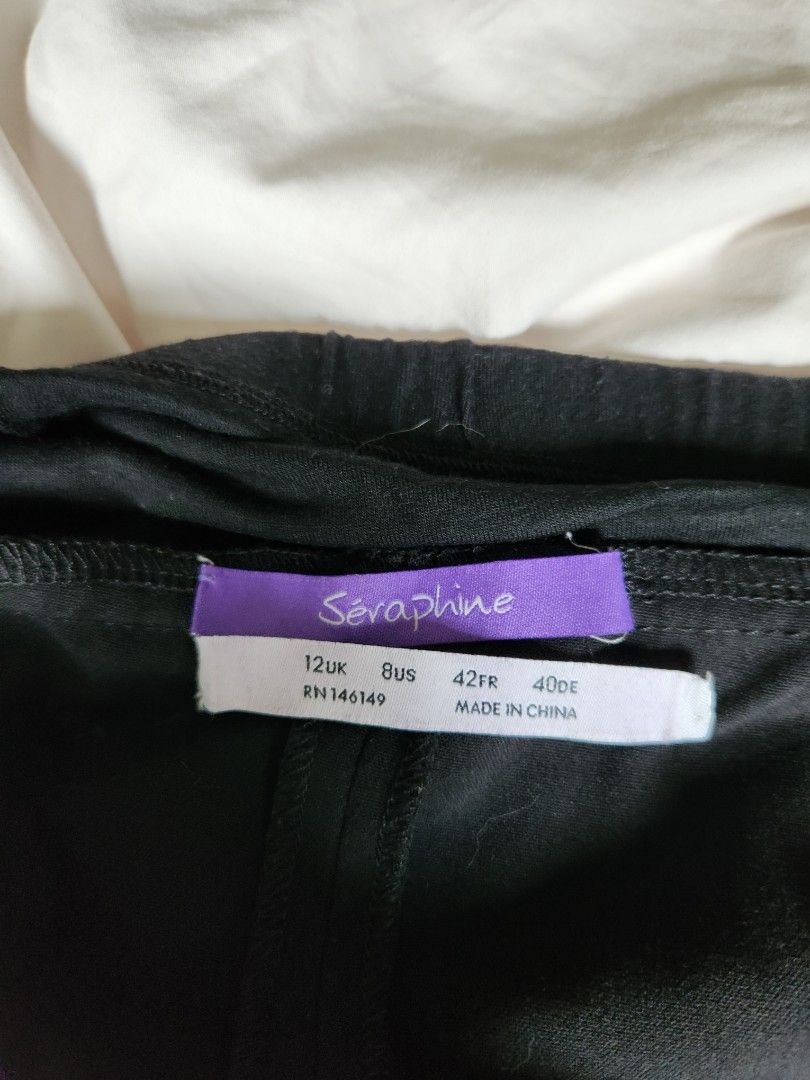 Séraphine
12UK 8US 42FR 40DE
RN 146149 MADE IN CHINA